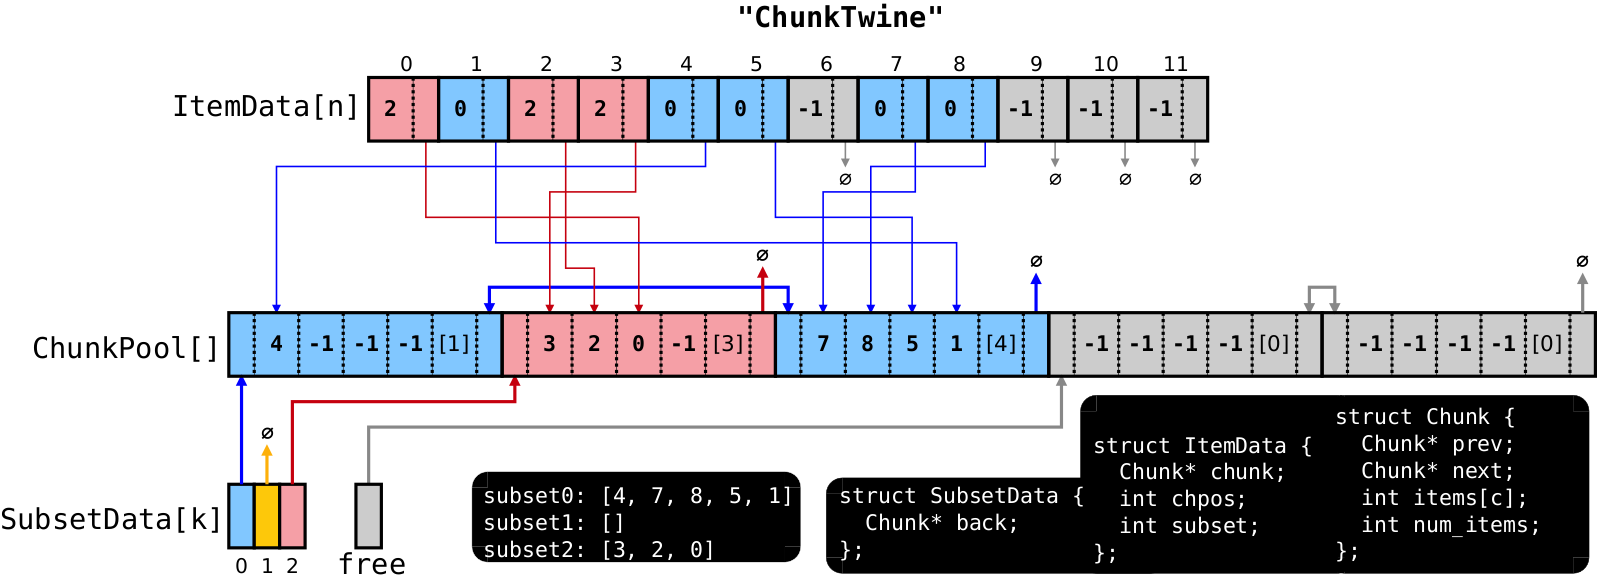 "ChunkTwine"
0 1 2 3 4 5 6 7 8 9 10 11
ItemData[n] 2 0 2 2 0 0 -1 0 0 -1 -1 -1
∅ ∅ ∅ ∅
∅ ∅ ∅
ChunkPool[] 4 -1 -1 -1 [1] 3 2 0 -1 [3] 7 8 5 1 [4] -1 -1 -1 -1 [0] -1 -1 -1 -1 [0]
∅
SubsetData[k]
0 1 2 free
subset0: [4, 7, 8, 5, 1]
subset1: []
subset2: [3, 2, 0]
struct SubsetData {
  Chunk* back;
};
struct ItemData {
  Chunk* chunk;
  int chpos;
  int subset;
};
struct Chunk {
  Chunk* prev;
  Chunk* next;
  int items[c];
  int num_items;
};